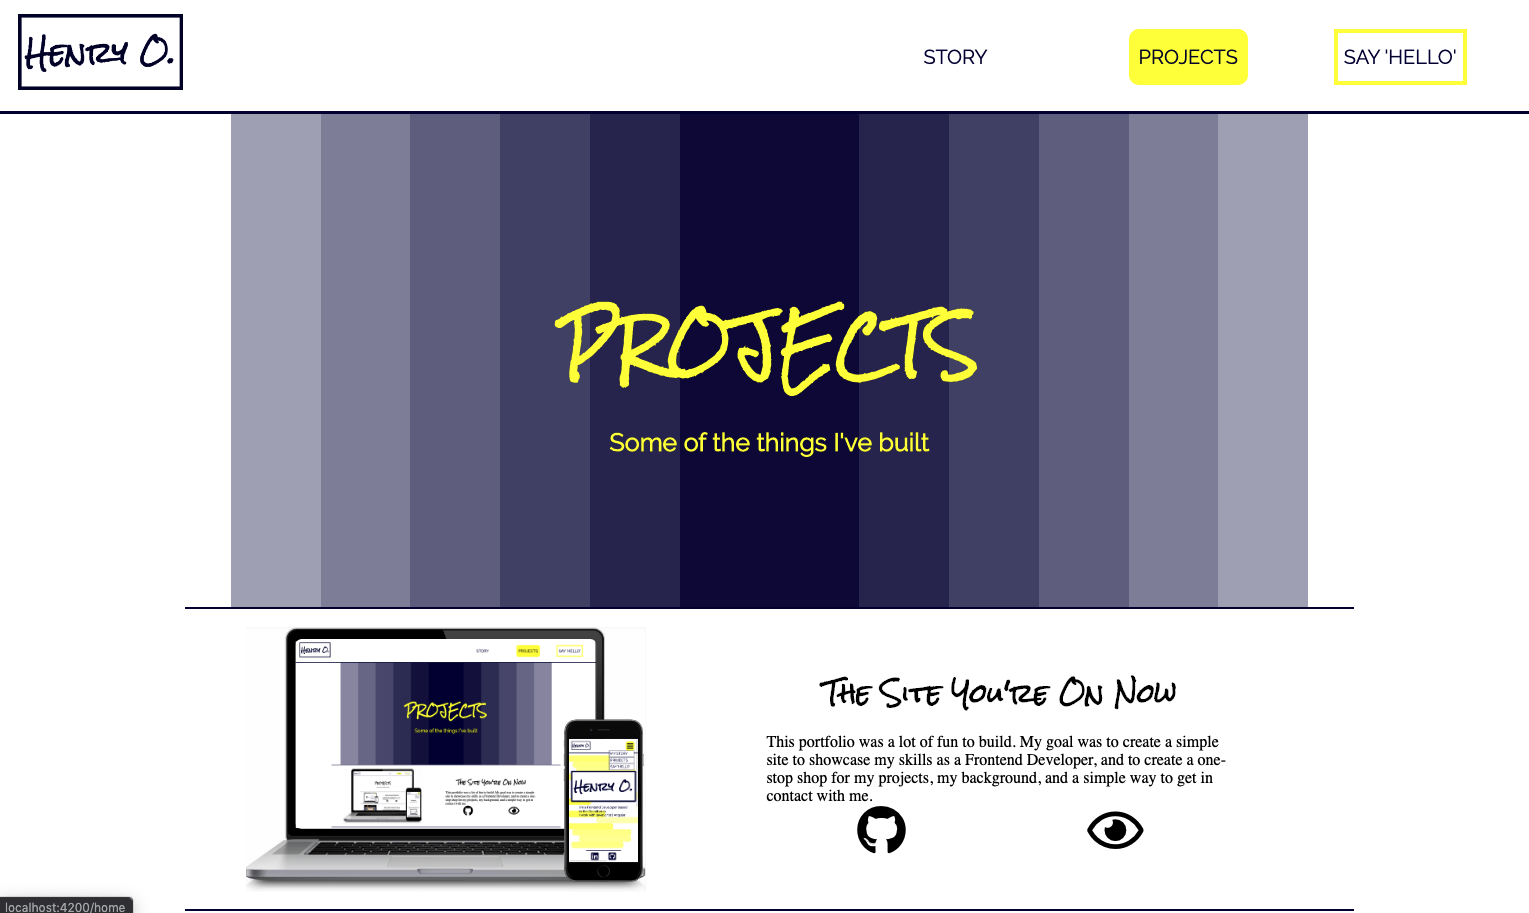 Henry O.
STORY
PROJECTS
SAY 'HELLO'
PROJECTS
Some of the things I've built
Henry O.
STORY
PROJECTS
SAY 'HELLO'
PROJECTS
Some of the things I've built
The Site You're On Now
Henry O.
The Site You're On Now
This portfolio was a lot of fun to build. My goal was to create a simple
site to showcase my skills as a Frontend Developer, and to create a one-
stop shop for my projects, my background, and a simple way to get in
contact with me.
localhost:4200/home